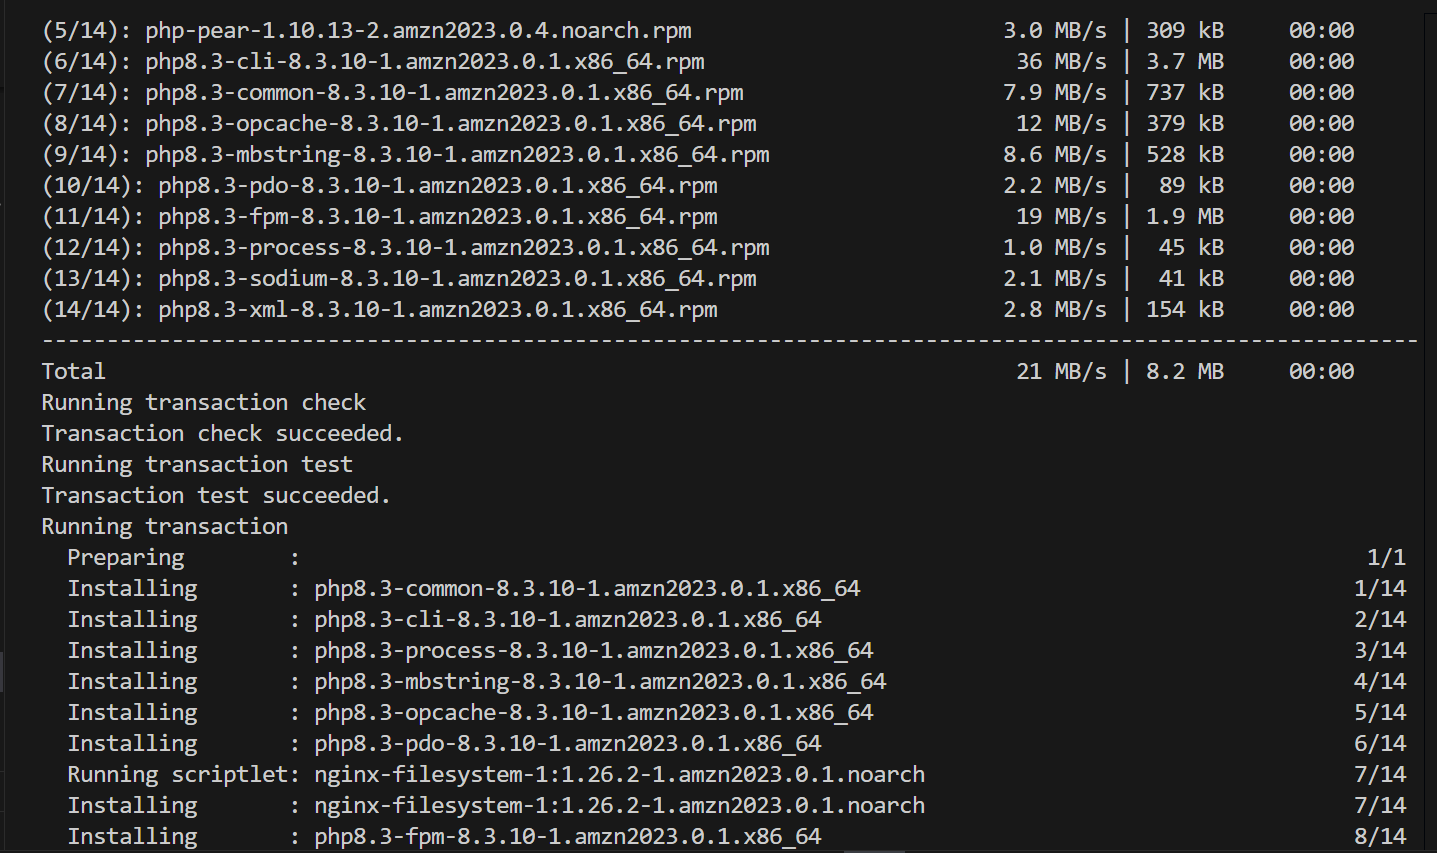 (5/14): php-pear-1.10.13-2.amzn2023.0.4.noarch.rpm 3.0 MB/s | 309 kB 00:00
(6/14): php8.3-cli-8.3.10-1.amzn2023.0.1.x86_64.rpm 36 MB/s | 3.7 MB 00:00
(7/14): php8.3-common-8.3.10-1.amzn2023.0.1.x86_64.rpm 7.9 MB/s | 737 kB 00:00
(8/14): php8.3-opcache-8.3.10-1.amzn2023.0.1.x86_64.rpm 12 MB/s | 379 kB 00:00
(9/14): php8.3-mbstring-8.3.10-1.amzn2023.0.1.x86_64.rpm 8.6 MB/s | 528 kB 00:00
(10/14): php8.3-pdo-8.3.10-1.amzn2023.0.1.x86_64.rpm 2.2 MB/s | 89 kB 00:00
(11/14): php8.3-fpm-8.3.10-1.amzn2023.0.1.x86_64.rpm 19 MB/s | 1.9 MB 00:00
(12/14): php8.3-process-8.3.10-1.amzn2023.0.1.x86_64.rpm 1.0 MB/s | 45 kB 00:00
(13/14): php8.3-sodium-8.3.10-1.amzn2023.0.1.x86_64.rpm 2.1 MB/s | 41 kB 00:00
(14/14): php8.3-xml-8.3.10-1.amzn2023.0.1.x86_64.rpm 2.8 MB/s | 154 kB 00:00
----------------------------------------------------------------------------------------------------------
Total 21 MB/s | 8.2 MB 00:00
Running transaction check
Transaction check succeeded.
Running transaction test
Transaction test succeeded.
Running transaction
Preparing : 1/1
Installing : php8.3-common-8.3.10-1.amzn2023.0.1.x86_64 1/14
Installing : php8.3-cli-8.3.10-1.amzn2023.0.1.x86_64 2/14
Installing : php8.3-process-8.3.10-1.amzn2023.0.1.x86_64 3/14
Installing : php8.3-mbstring-8.3.10-1.amzn2023.0.1.x86_64 4/14
Installing : php8.3-opcache-8.3.10-1.amzn2023.0.1.x86_64 5/14
Installing : php8.3-pdo-8.3.10-1.amzn2023.0.1.x86_64 6/14
Running scriptlet: nginx-filesystem-1:1.26.2-1.amzn2023.0.1.noarch 7/14
Installing : nginx-filesystem-1:1.26.2-1.amzn2023.0.1.noarch 7/14
Installing : php8.3-fpm-8.3.10-1.amzn2023.0.1.x86_64 8/14